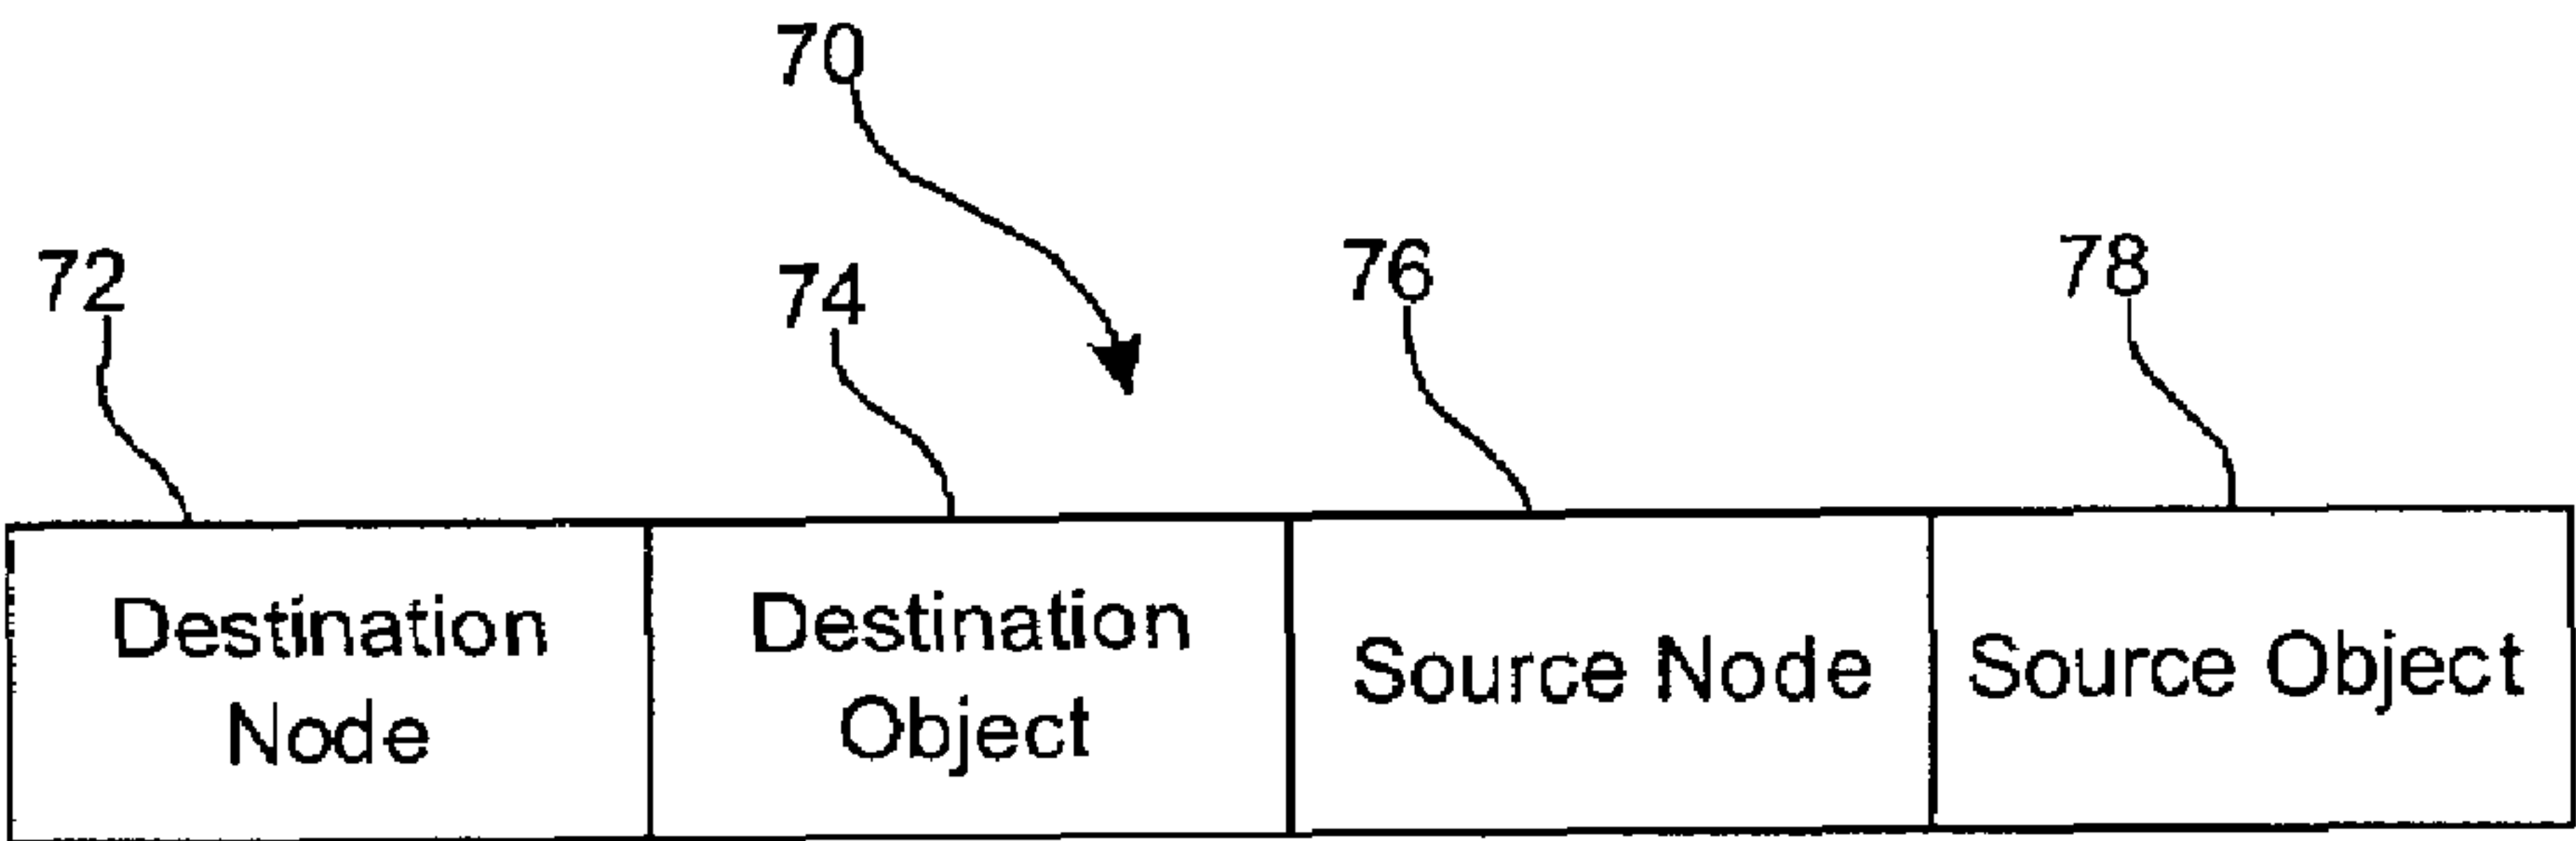 70
72
74
76
78
Destination
Node
Destination
Object
Source Node
Source Object